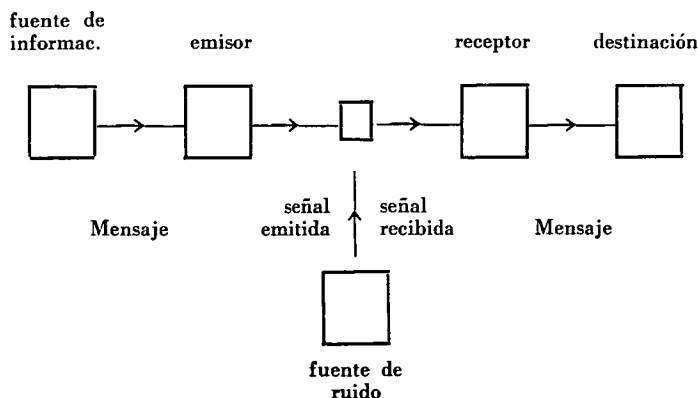 fuente de
informac.
emisor
receptor
destinación
Mensaje
señal
emitida
señal
recibida
Mensaje
fuente de
ruido